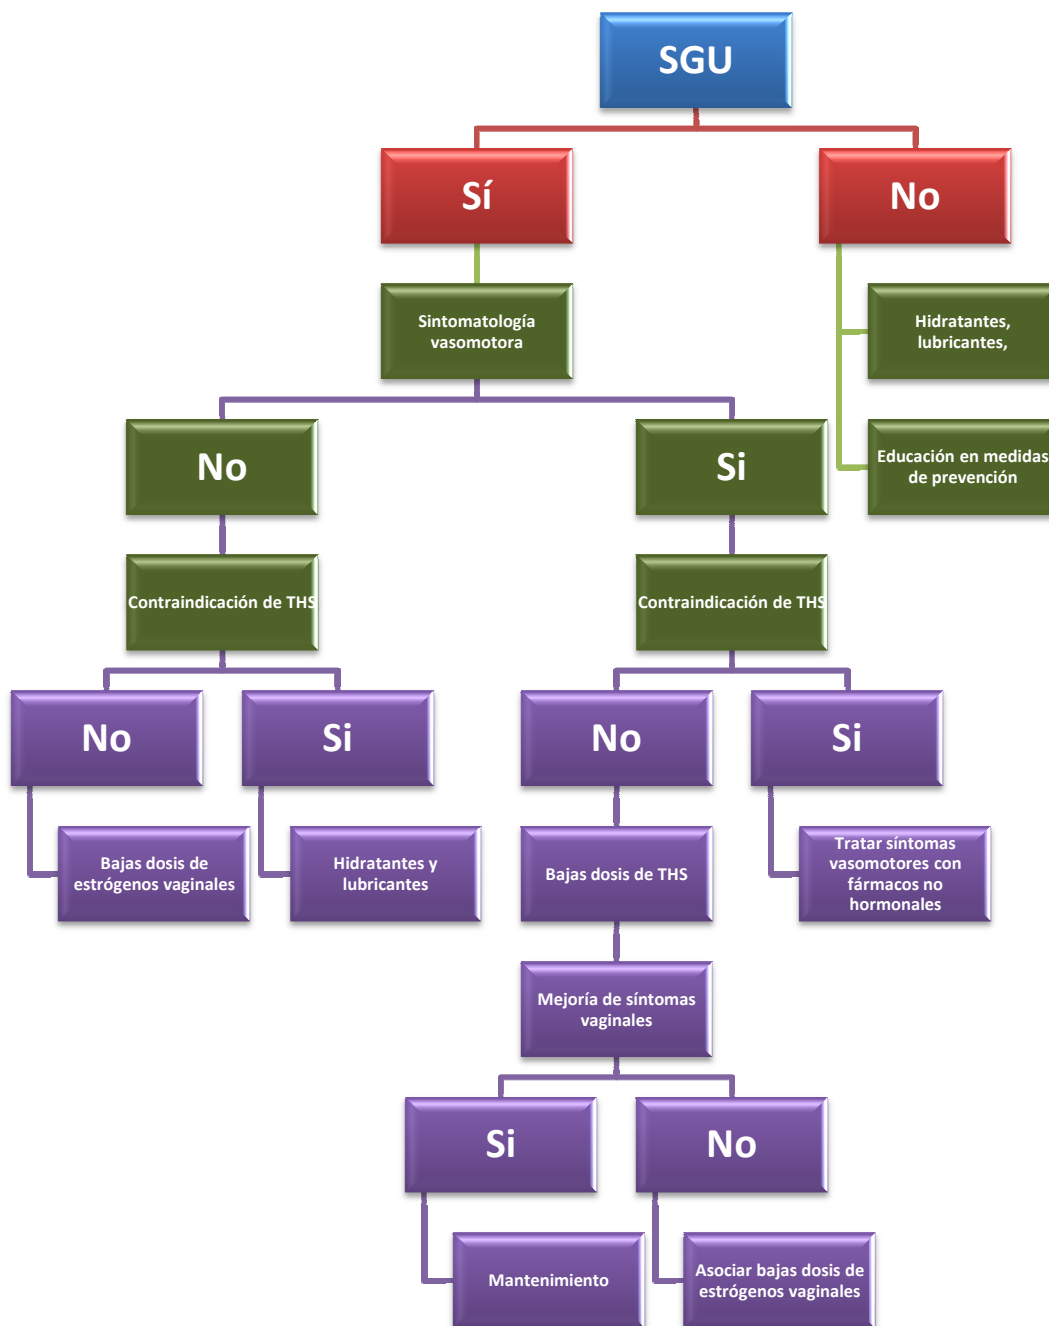 SGU
Sí
No
Sintomatología
vasomotora
Hidratantes,
lubricantes,
No
Si
Educación en medidas
de prevención
Contraindicación de THS
Contraindicación de THS
No
Si
No
Si
Bajas dosis de
estrógenos vaginales
Hidratantes y
lubricantes
Bajas dosis de THS
Tratar síntomas
vasomotores con
fármacos no
hormonales
Mejoría de síntomas
vaginales
Si
No
Mantenimiento
Asociar bajas dosis de
estrógenos vaginales